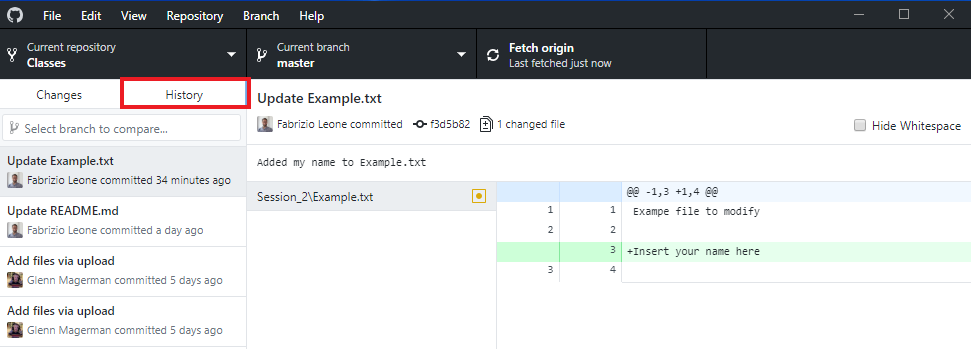 File Edit View Repository Branch Help
Current repository
Classes
Current branch
master
Fetch origin
Last fetched just now
Changes
History
Select branch to compare...
Update Example.txt
Fabrizio Leone committed 34 minutes ago
Update README.md
Fabrizio Leone committed a day ago
Add files via upload
Glenn Magerman committed 5 days ago
Add files via upload
Glenn Magerman committed 5 days ago
Update Example.txt
Fabrizio Leone committed f3d5b82 1 changed file
Hide Whitespace
Added my name to Example.txt
Session_2\Example.txt
@@ -1,3 +1,4 @@
1 1 Exampe file to modify
2 2
3 +Insert your name here
3 4